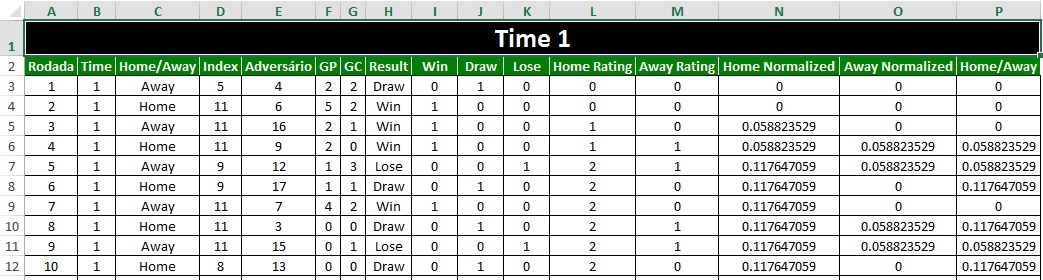 A B C D E F G H I J K L M N O P
1 Time 1
2 Rodada Time Home/Away Index Adversário GP GC Result Win Draw Lose Home Rating Away Rating Home Normalized Away Normalized Home/Away
3 1 1 Away 5 4 2 2 Draw 0 1 0 0 0 0 0 0
4 2 1 Home 11 6 5 2 Win 1 0 0 0 0 0 0 0
5 3 1 Away 11 16 2 1 Win 1 0 0 1 0 0.058823529 0 0
6 4 1 Home 11 9 2 0 Win 1 0 0 1 1 0.058823529 0.058823529 0.058823529
7 5 1 Away 9 12 1 3 Lose 0 0 1 2 1 0.117647059 0.058823529 0.058823529
8 6 1 Home 9 17 1 1 Draw 0 1 0 2 0 0.117647059 0 0.117647059
9 7 1 Away 11 7 4 2 Win 1 0 0 2 0 0.117647059 0 0
10 8 1 Home 11 3 0 0 Draw 0 1 0 2 1 0.117647059 0.058823529 0.117647059
11 9 1 Away 11 15 0 1 Lose 0 0 1 2 1 0.117647059 0.058823529 0.058823529
12 10 1 Home 8 13 0 0 Draw 0 1 0 2 0 0.117647059 0 0.117647059